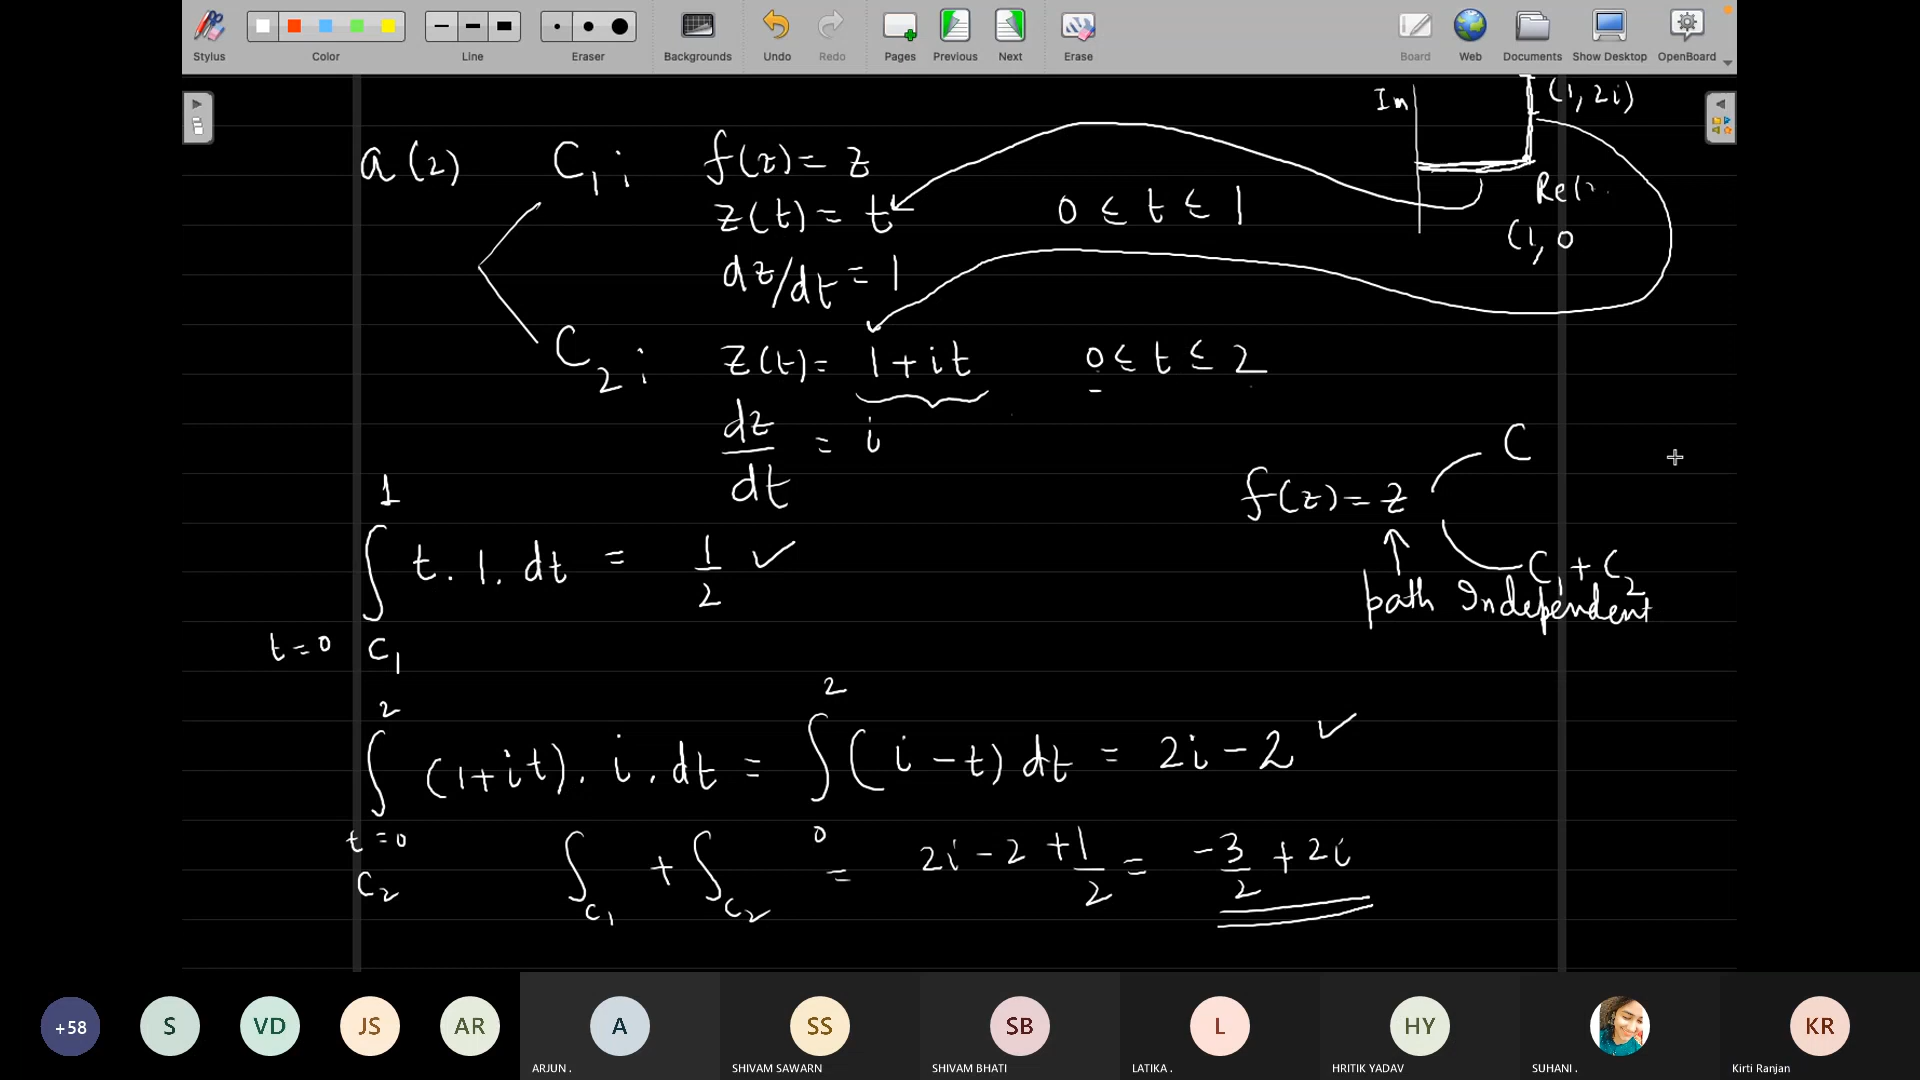 Stylus Color Line Eraser Backgrounds Undo Redo Pages Previous Next Erase Board Web Documents Show Desktop OpenBoard
Im (1, 2i)
a (2) C₁ ; f(z) = z
z(t) = t 0 ≤ t ≤ 1
Re
(1, 0
dz/dt = 1
C₂ ; z(t) = 1 + it 0 ≤ t ≤ 2
dz/dt = i
C
f(z) = z
C₁ + C₂
path Independent
∫_{t=0}^{1} t . 1. dt = 1/2 ✓
C₁
∫_{t=0}^{2} (1+it) . i . dt = ∫_{0}^{2} (i - t) dt = 2i - 2 ✓
C₂
∫_{C₁} + ∫_{C₂} = 2i - 2 + 1/2 = -3/2 + 2i
+58 S VD JS AR A SS SB L HY KR
ARJUN . SHIVAM SAWARN SHIVAM BHATI LATIKA . HRITIK YADAV SUHANI . Kirti Ranjan